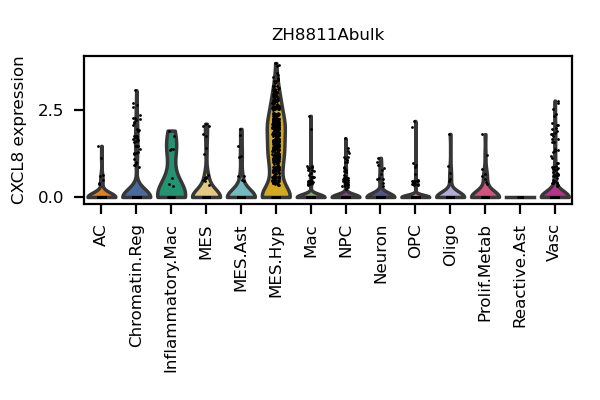 ZH8811Abulk
CXCL8 expression
2.5
0.0
AC
Chromatin.Reg
Inflammatory.Mac
MES
MES.Ast
MES.Hyp
Mac
NPC
Neuron
OPC
Oligo
Prolif.Metab
Reactive.Ast
Vasc